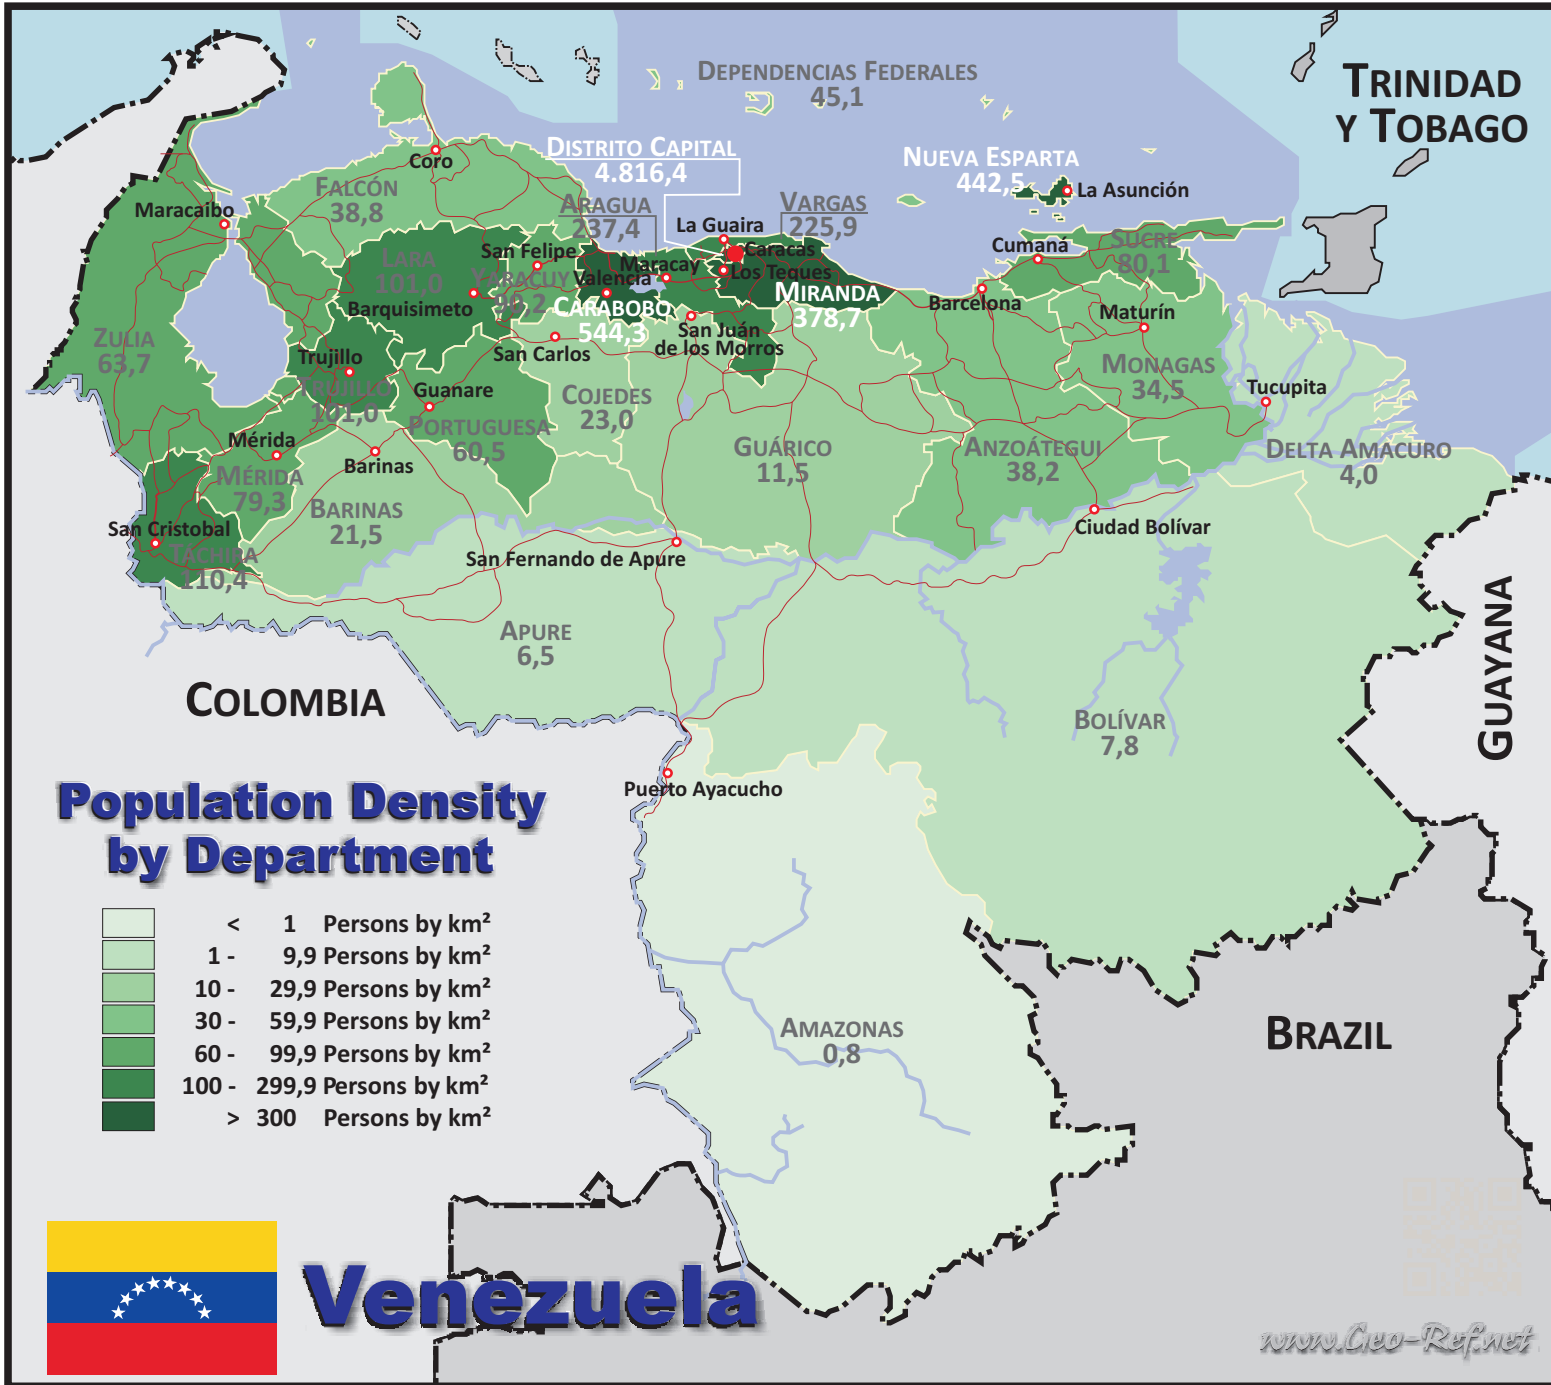 DEPENDENCIAS FEDERALES
45,1
TRINIDAD
Y TOBAGO
DISTRITO CAPITAL
4.816,4
NUEVA ESPARTA
442,5
La Asunción
Coro
FALCÓN
38,8
Maracaibo
ARAGUA
237,4
VARGAS
225,9
La Guaira
Caracas
Los Teques
Cumaná
SUCRE
80,1
San Felipe
LARA
101,0
YARACUY
Valencia
Maracay
MIRANDA
378,7
Barquisimeto
CARABOBO
544,3
San Juán
de los Morros
Barcelona
Maturín
ZULIA
63,7
San Carlos
MONAGAS
34,5
Trujillo
TRUJILLO
101,0
Guanare
COJEDES
23,0
Tucupita
PORTUGUESA
60,5
Mérida
MÉRIDA
79,3
Barinas
BARINAS
21,5
GUÁRICO
11,5
ANZOÁTEGUI
38,2
DELTA AMACURO
4,0
San Cristobal
TÁCHIRA
110,4
San Fernando de Apure
Ciudad Bolívar
APURE
6,5
COLOMBIA
BOLÍVAR
7,8
GUAYANA
Puerto Ayacucho
Population Density
by Department
< 1 Persons by km²
1 - 9,9 Persons by km²
10 - 29,9 Persons by km²
30 - 59,9 Persons by km²
60 - 99,9 Persons by km²
100 - 299,9 Persons by km²
> 300 Persons by km²
AMAZONAS
0,8
BRAZIL
Venezuela
www.Geo-Ref.net